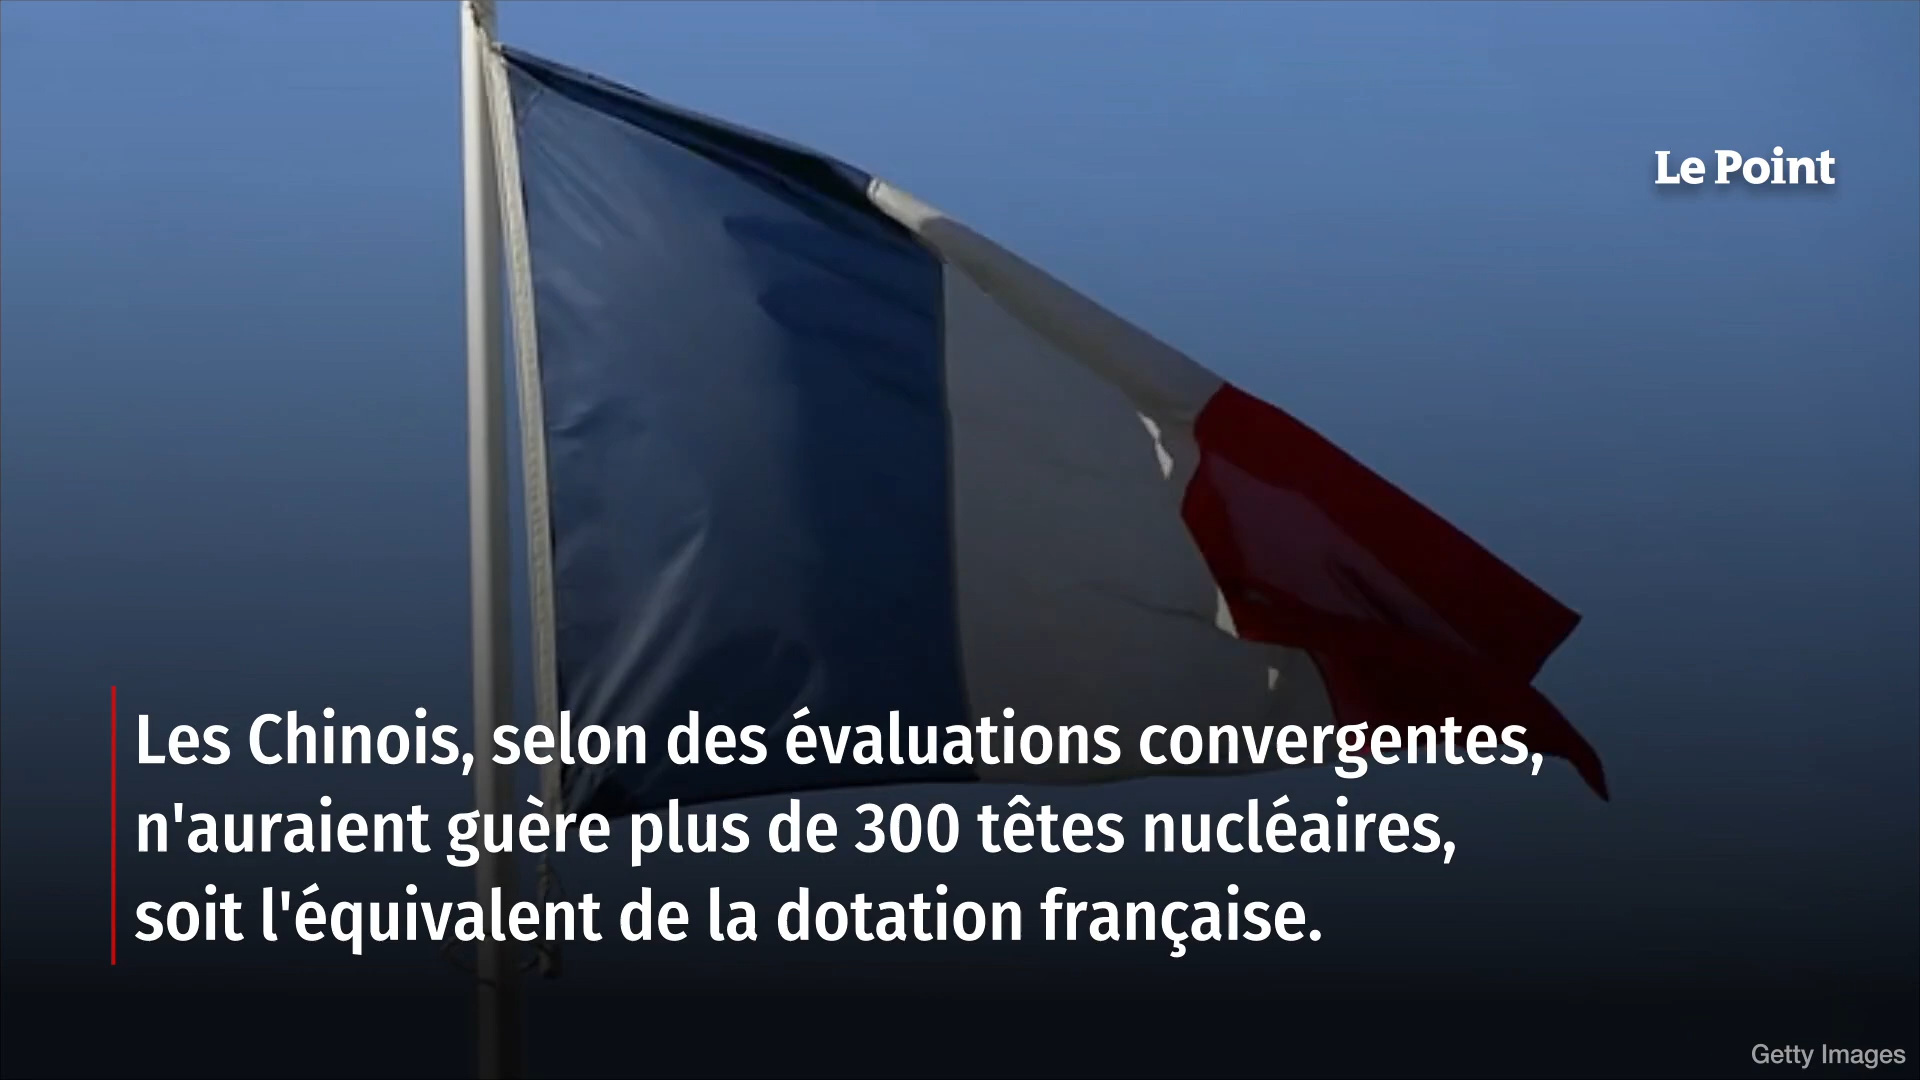 Le Point
Les Chinois, selon des évaluations convergentes,
n'auraient guère plus de 300 têtes nucléaires,
soit l'équivalent de la dotation française.
Getty Images